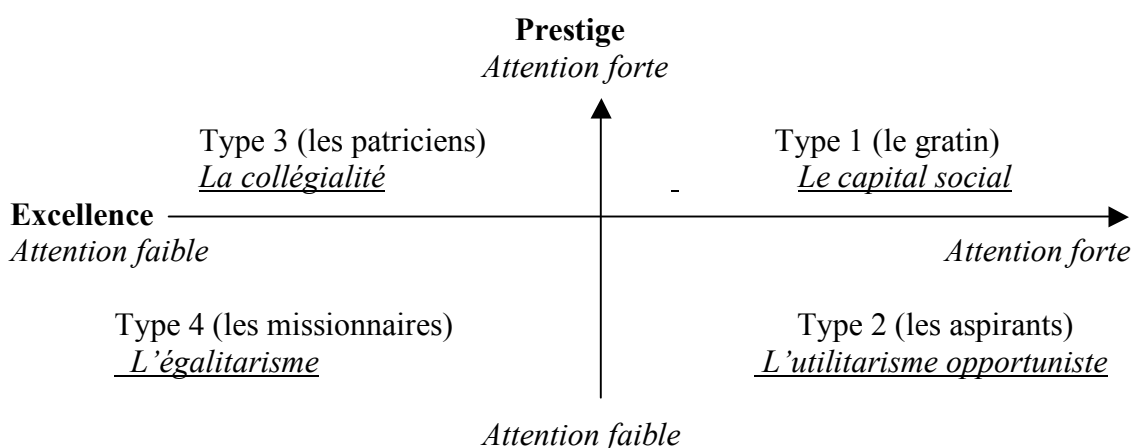 Prestige
Attention forte
Type 3 (les patriciens) Type 1 (le gratin)
La collégialité Le capital social
Excellence
Attention faible Attention forte
Type 4 (les missionnaires) Type 2 (les aspirants)
L’égalitarisme L’utilitarisme opportuniste
Attention faible